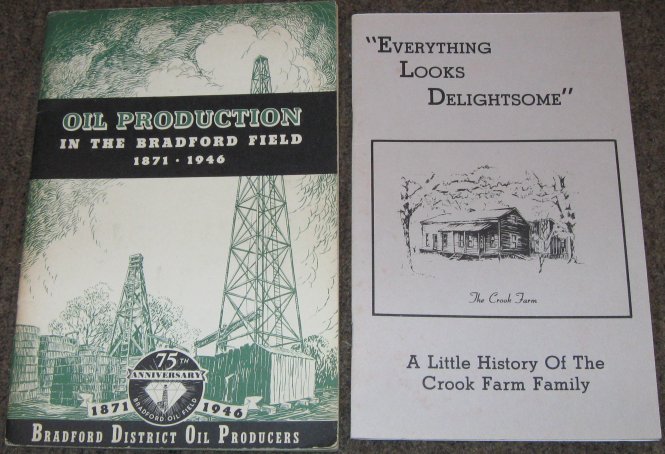 OIL PRODUCTION
IN THE BRADFORD FIELD
1871 · 1946
75TH
ANNIVERSARY
BRADFORD OIL FIELD
1871 1946
BRADFORD DISTRICT OIL PRODUCERS
"EVERYTHING
LOOKS
DELIGHTSOME"
The Crook Farm
A Little History Of The
Crook Farm Family